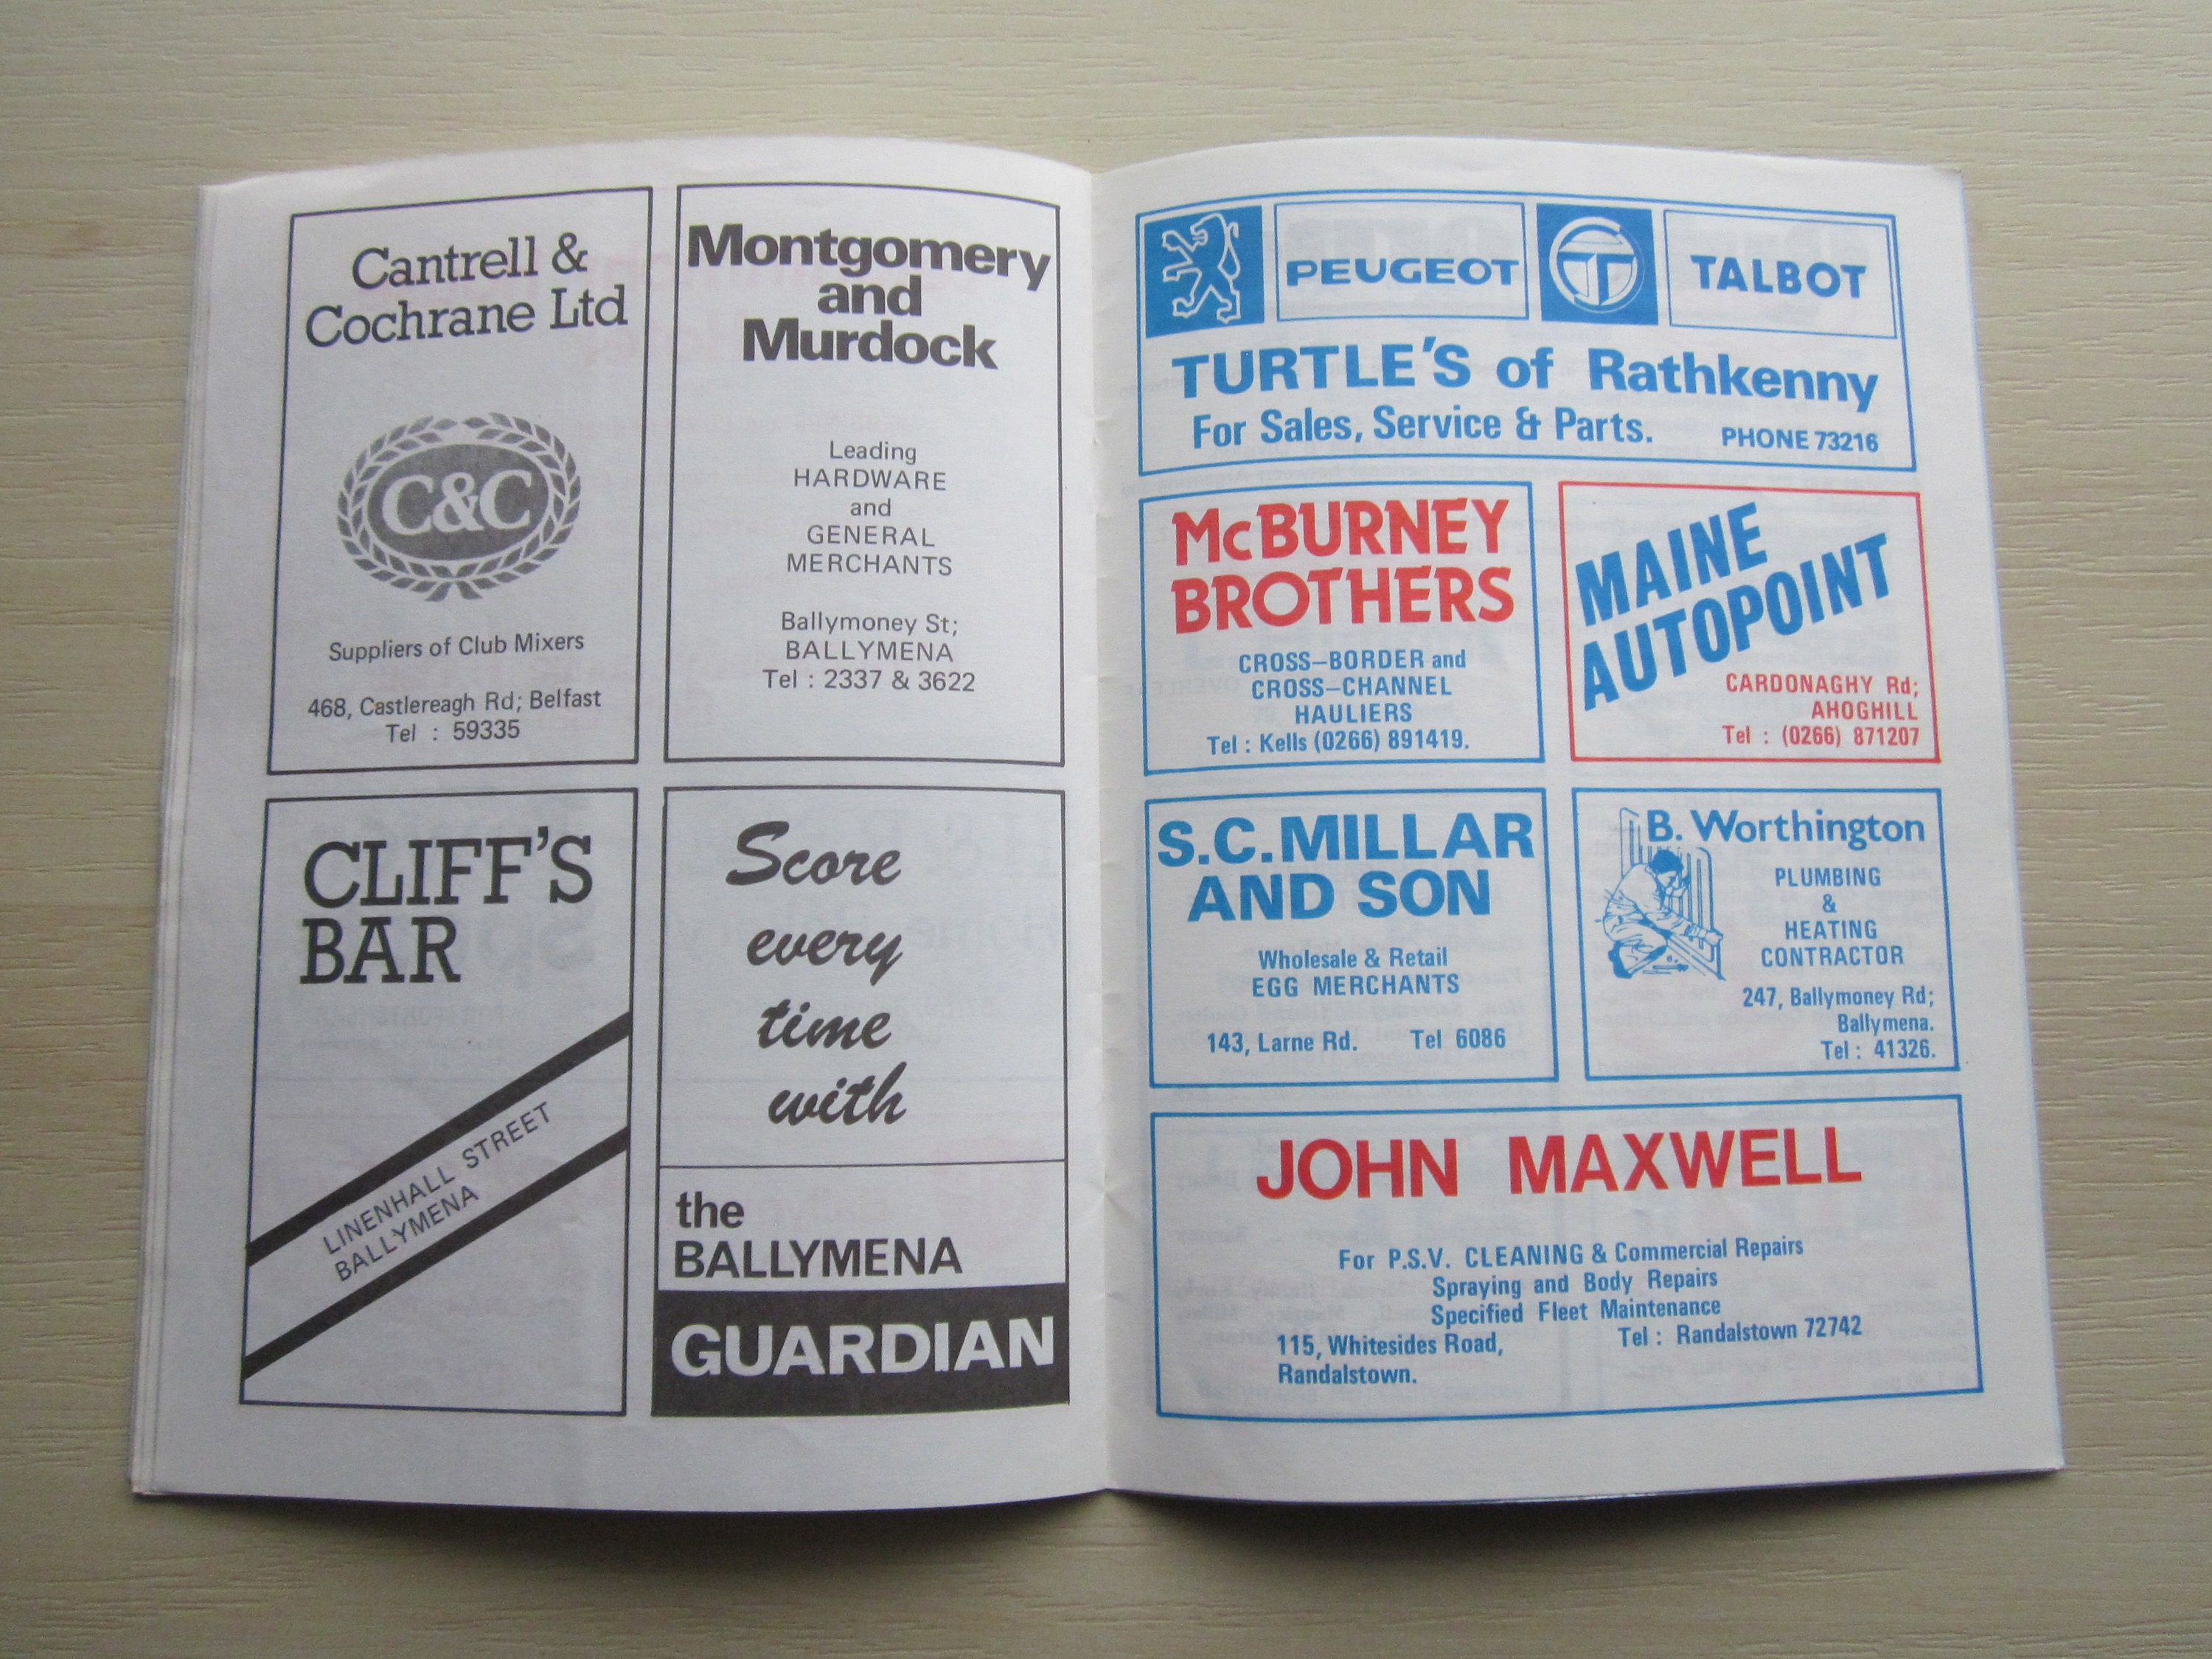 Cantrell &
Cochrane Ltd
C&C
Suppliers of Club Mixers
468, Castlereagh Rd; Belfast
Tel : 59335
Montgomery
and
Murdock
Leading
HARDWARE
and
GENERAL
MERCHANTS
Ballymoney St;
BALLYMENA
Tel : 2337 & 3622
CLIFF'S
BAR
LINENHALL STREET
BALLYMENA
Score
every
time
with
the
BALLYMENA
GUARDIAN
PEUGEOT
T
TALBOT
TURTLE'S of Rathkenny
For Sales, Service & Parts. PHONE 73216
McBURNEY
BROTHERS
CROSS–BORDER and
CROSS–CHANNEL
HAULIERS
Tel : Kells (0266) 891419.
MAINE
AUTOPOINT
CARDONAGHY Rd;
AHOGHILL
Tel : (0266) 871207
S.C. MILLAR
AND SON
Wholesale & Retail
EGG MERCHANTS
143, Larne Rd. Tel 6086
B. Worthington
PLUMBING
&
HEATING
CONTRACTOR
247, Ballymoney Rd;
Ballymena.
Tel : 41326.
JOHN MAXWELL
For P.S.V. CLEANING & Commercial Repairs
Spraying and Body Repairs
Specified Fleet Maintenance
115, Whitesides Road, Tel : Randalstown 72742
Randalstown.